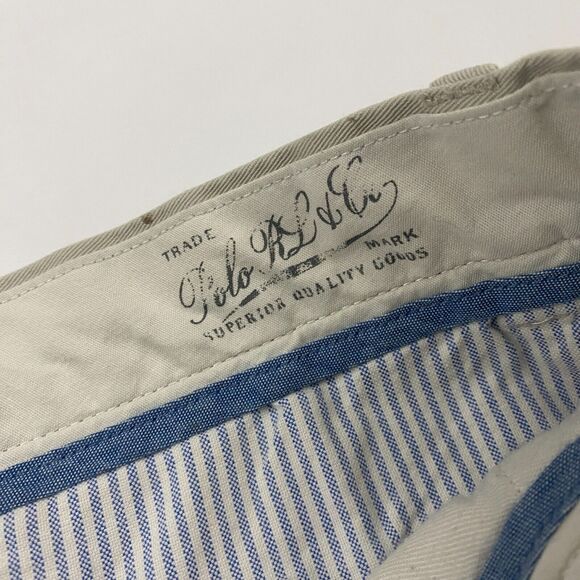 TRADE
Polo RL & Co.
MARK
SUPERIOR QUALITY GOODS